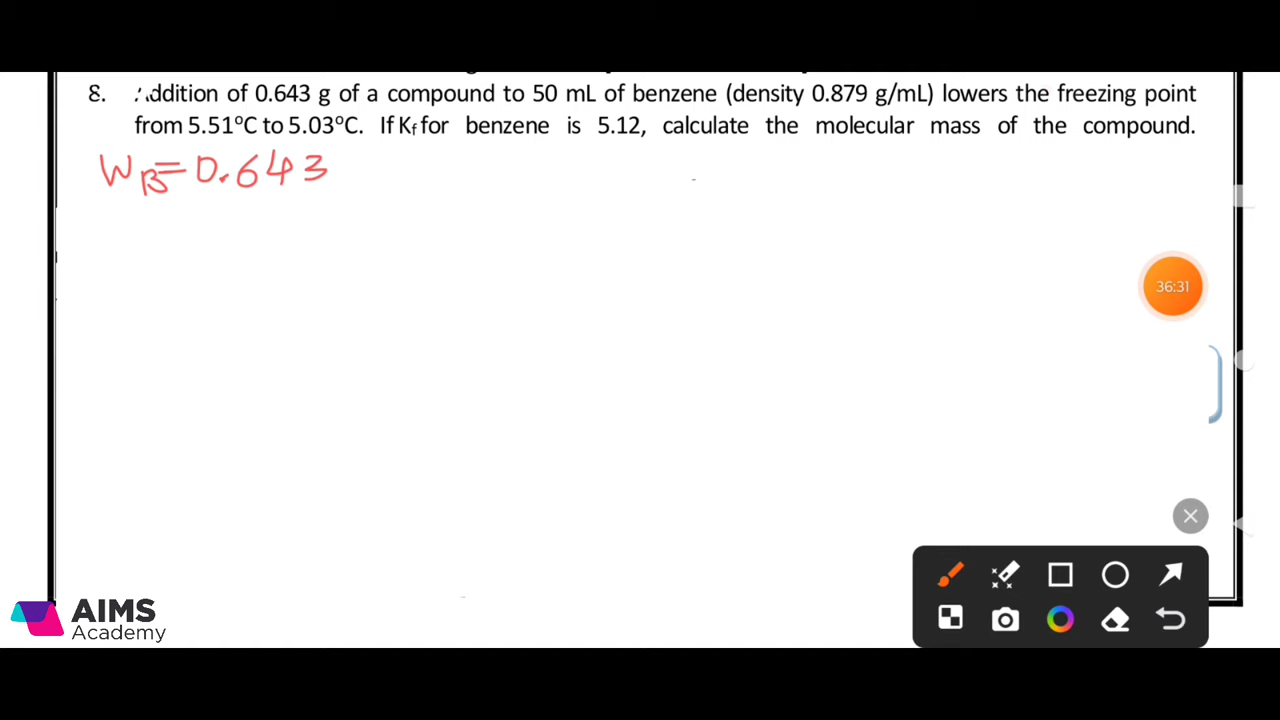 8. Addition of 0.643 g of a compound to 50 mL of benzene (density 0.879 g/mL) lowers the freezing point
from 5.51⁰C to 5.03⁰C. If Kf for benzene is 5.12, calculate the molecular mass of the compound.
WB = 0.643
36:31
AIMS
Academy